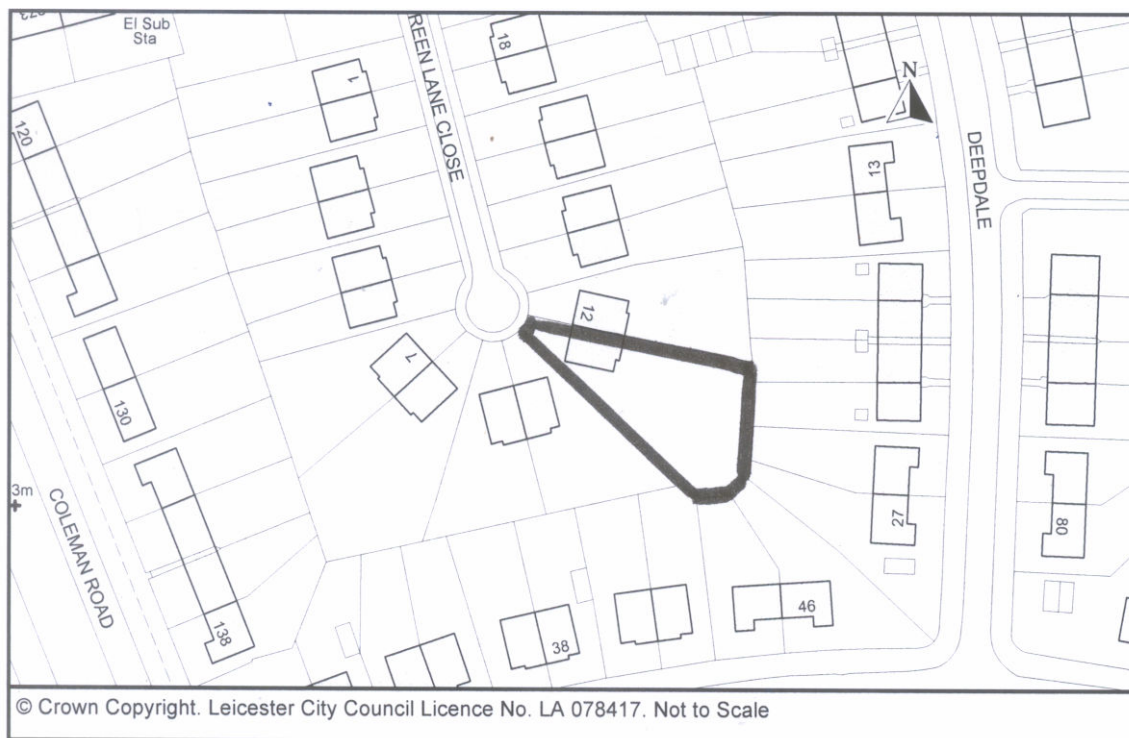 273
El Sub
Sta
18
1
N
120
REEN LANE CLOSE
DEEPDALE
13
12
7
130
3m
COLEMAN ROAD
27
80
46
138
38
© Crown Copyright. Leicester City Council Licence No. LA 078417. Not to Scale